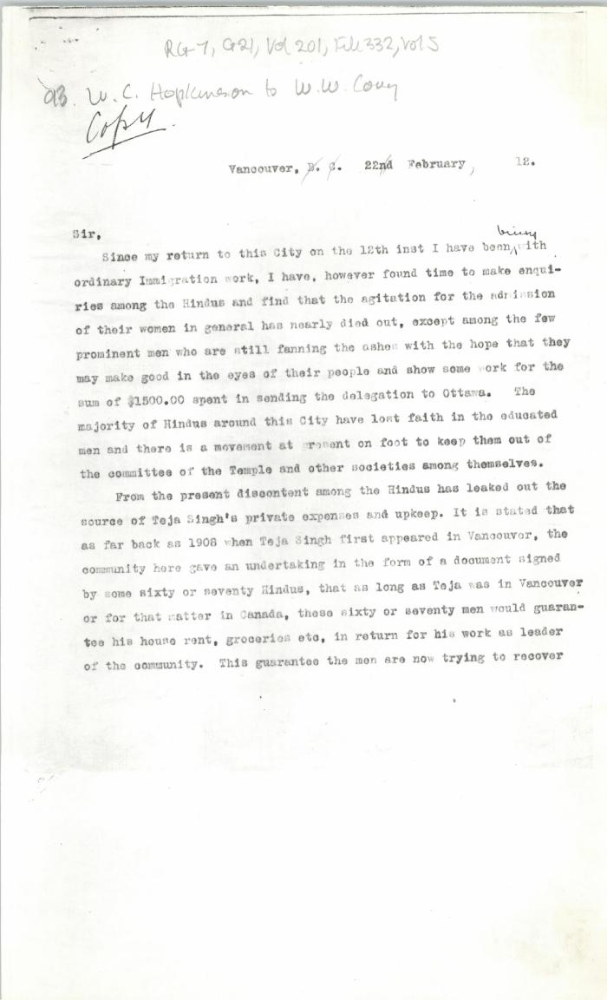 RG-7, G21, Vol 201, File 332, Vol 5
93. W. C. Hopkinson to W. W. Cory
Copy
Vancouver, B. C. 22nd February, 12.
Sir,
Since my return to this City on the 12th inst I have been with
ordinary Immigration work, I have, however found time to make enqui-
ries among the Hindus and find that the agitation for the admission
of their women in general has nearly died out, except among the few
prominent men who are still fanning the ashes with the hope that they
may make good in the eyes of their people and show some work for the
sum of $1500.00 spent in sending the delegation to Ottawa. The
majority of Hindus around this City have lost faith in the educated
men and there is a movement at present on foot to keep them out of
the committee of the Temple and other societies among themselves.
From the present discontent among the Hindus has leaked out the
source of Teja Singh's private expenses and upkeep. It is stated that
as far back as 1908 when Teja Singh first appeared in Vancouver, the
community here gave an undertaking in the form of a document signed
by some sixty or seventy Hindus, that as long as Teja was in Vancouver
or for that matter in Canada, these sixty or seventy men would guaran-
tee his house rent, groceries etc, in return for his work as leader
of the community. This guarantee the men are now trying to recover